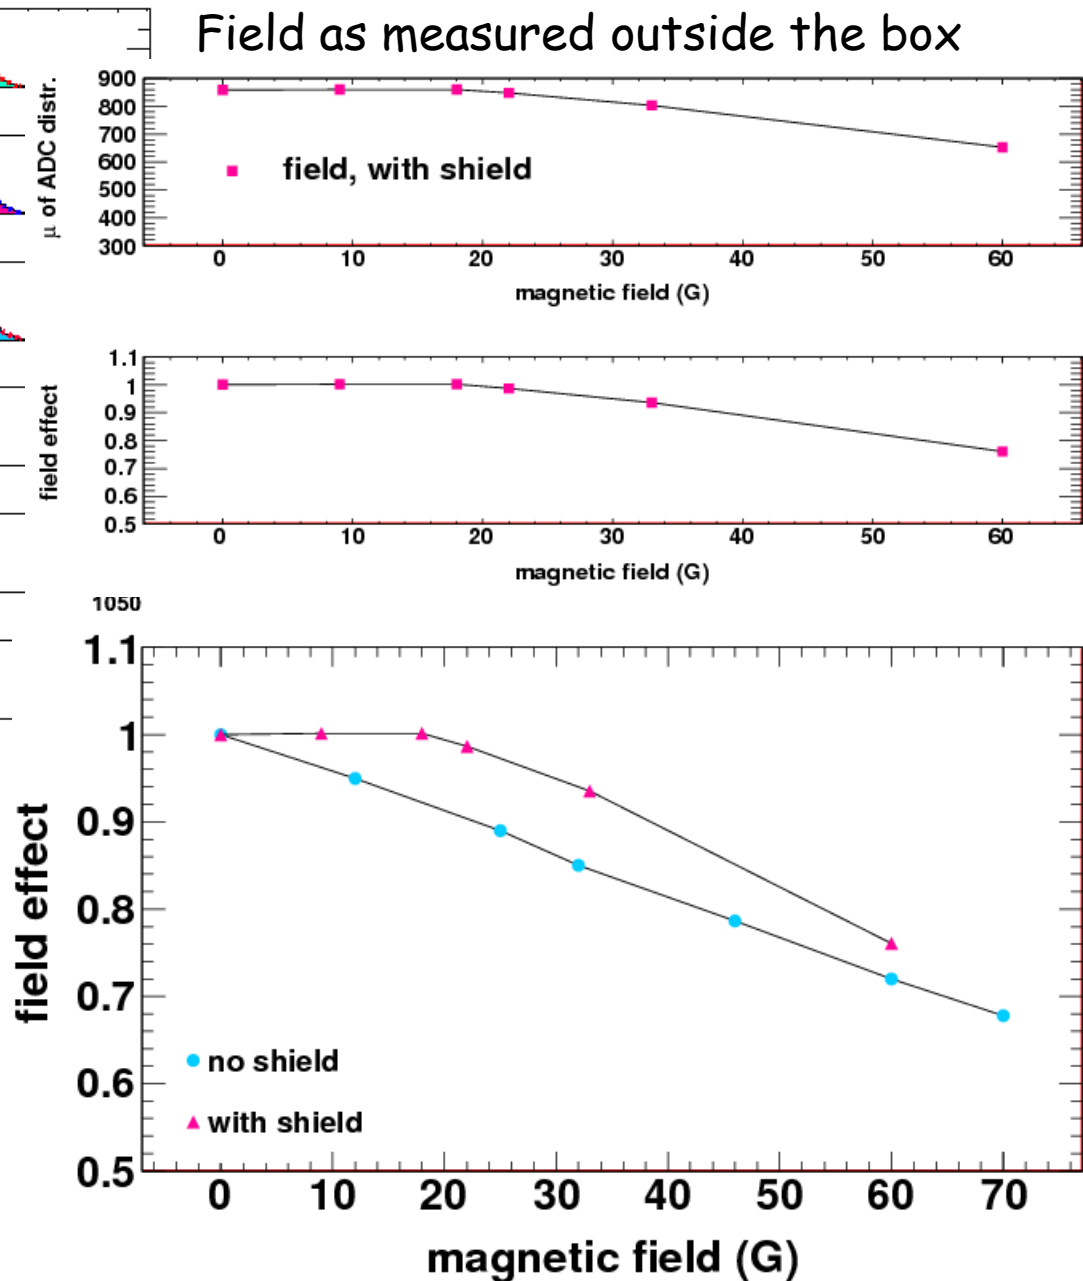 Field as measured outside the box
μ of ADC distr.
900
800
700
600
500
400
300
field, with shield
0 10 20 30 40 50 60
magnetic field (G)
field effect
1.1
1
0.9
0.8
0.7
0.6
0.5
0 10 20 30 40 50 60
magnetic field (G)
1050
field effect
1.1
1
0.9
0.8
0.7
0.6
0.5
no shield
with shield
0 10 20 30 40 50 60 70
magnetic field (G)